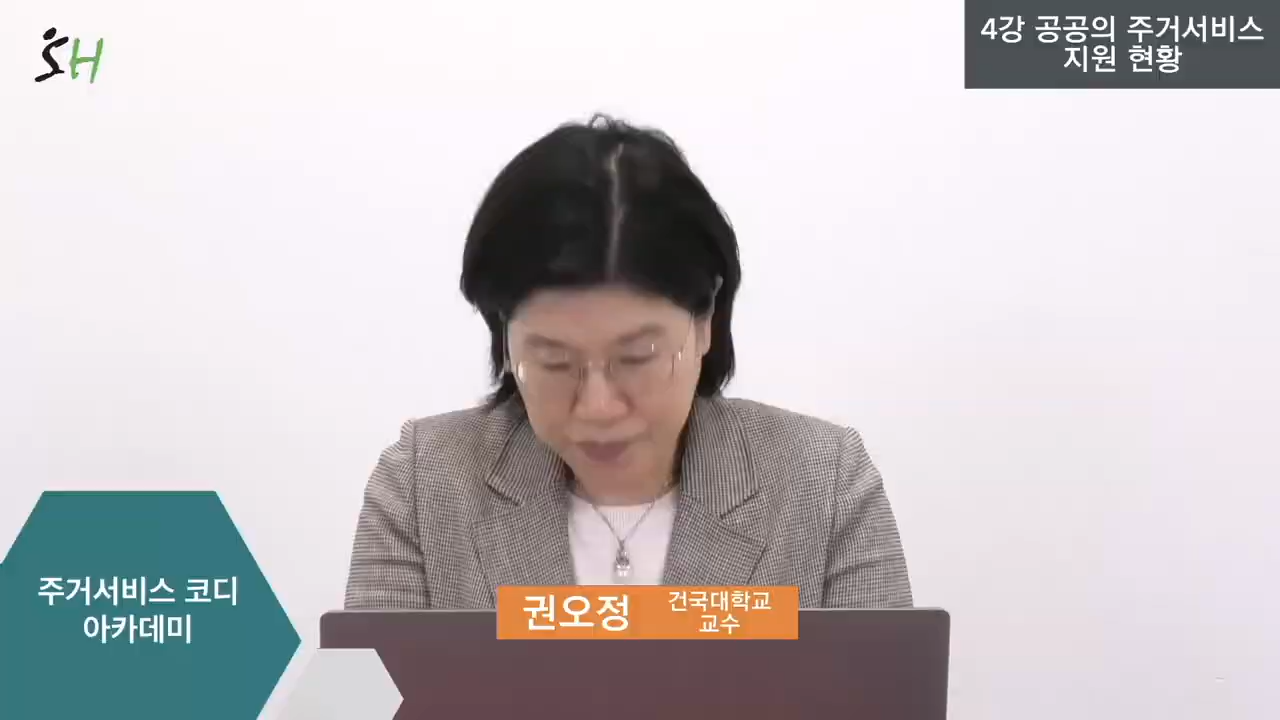 SH
4강 공공의 주거서비스
지원 현황
주거서비스 코디
아카데미
권오정
건국대학교
교수